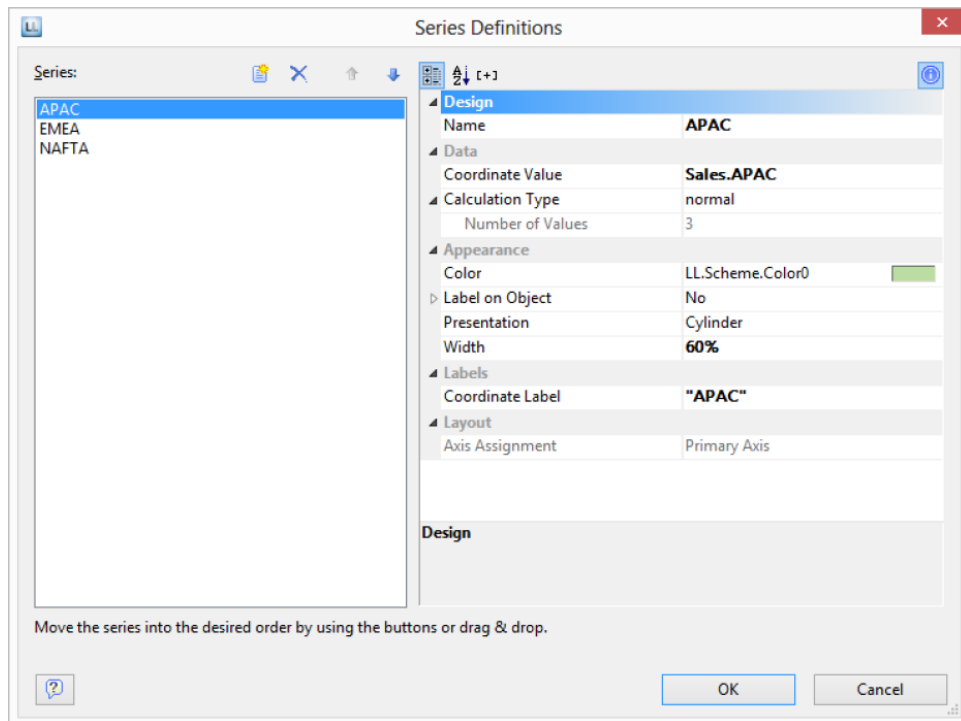 LL
Series Definitions
Series:
APAC
EMEA
NAFTA
A
Z
[+]
Design
Name APAC
Data
Coordinate Value Sales.APAC
Calculation Type normal
Number of Values 3
Appearance
Color LL.Scheme.Color0
Label on Object No
Presentation Cylinder
Width 60%
Labels
Coordinate Label "APAC"
Layout
Axis Assignment Primary Axis
Design
Move the series into the desired order by using the buttons or drag & drop.
?
OK Cancel